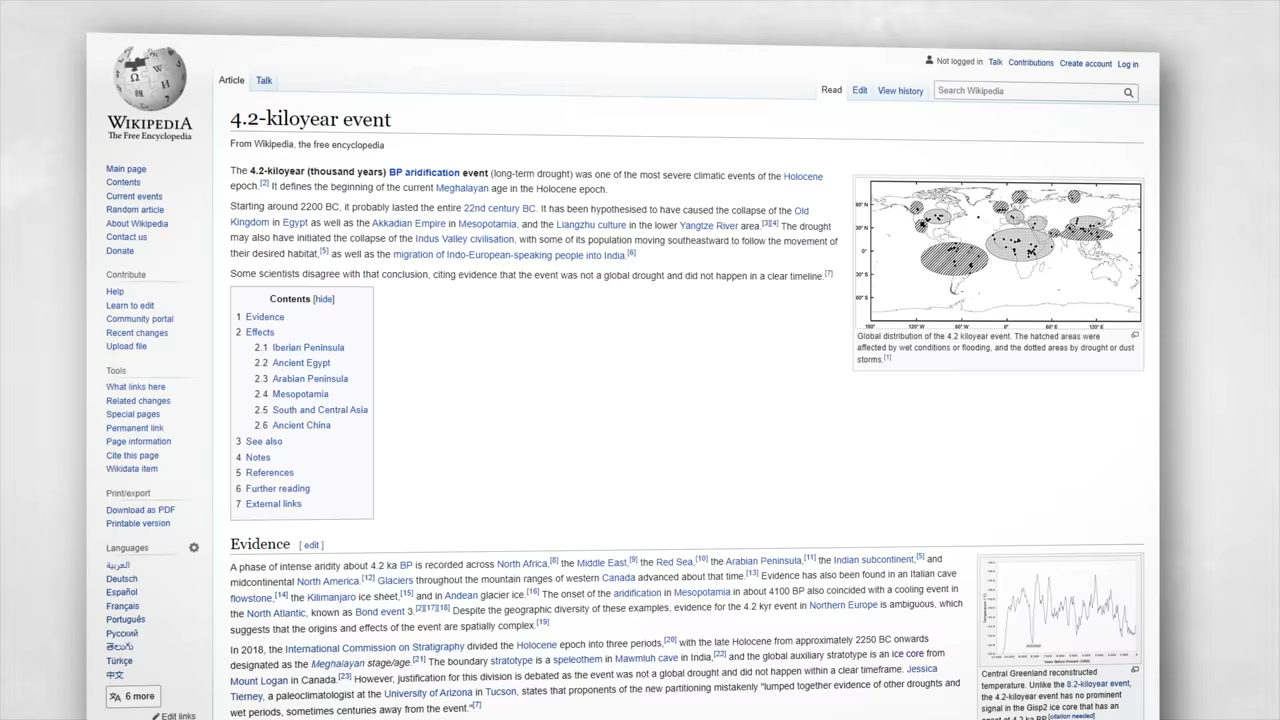 WIKIPEDIA
The Free Encyclopedia
Not logged in Talk Contributions Create account Log in
Article Talk
Read Edit View history Search Wikipedia
4.2-kiloyear event
From Wikipedia, the free encyclopedia
Main page
Contents
Current events
Random article
About Wikipedia
Contact us
Donate
Contribute
Help
Learn to edit
Community portal
Recent changes
Upload file
Tools
What links here
Related changes
Special pages
Permanent link
Page information
Cite this page
Wikidata item
Print/export
Download as PDF
Printable version
Languages
العربية
Deutsch
Español
Français
Português
Русский
తెలుగు
Türkçe
中文
6 more
Edit links
The 4.2-kiloyear (thousand years) BP aridification event (long-term drought) was one of the most severe climatic events of the Holocene
epoch.[2] It defines the beginning of the current Meghalayan age in the Holocene epoch.
Starting around 2200 BC, it probably lasted the entire 22nd century BC. It has been hypothesised to have caused the collapse of the Old
Kingdom in Egypt as well as the Akkadian Empire in Mesopotamia, and the Liangzhu culture in the lower Yangtze River area.[3][4] The drought
may also have initiated the collapse of the Indus Valley civilisation, with some of its population moving southeastward to follow the movement of
their desired habitat,[5] as well as the migration of Indo-European-speaking people into India.[6]
Some scientists disagree with that conclusion, citing evidence that the event was not a global drought and did not happen in a clear timeline.[7]
60° N
30° N
0°
30° S
60° S
180° 120° W 60° W 0° 60° E 120° E
Global distribution of the 4.2 kiloyear event. The hatched areas were
affected by wet conditions or flooding, and the dotted areas by drought or dust
storms.[1]
Contents [hide]
1 Evidence
2 Effects
2.1 Iberian Peninsula
2.2 Ancient Egypt
2.3 Arabian Peninsula
2.4 Mesopotamia
2.5 South and Central Asia
2.6 Ancient China
3 See also
4 Notes
5 References
6 Further reading
7 External links
Evidence [ edit ]
A phase of intense aridity about 4.2 ka BP is recorded across North Africa,[8] the Middle East,[9] the Red Sea,[10] the Arabian Peninsula,[11] the Indian subcontinent,[5] and
midcontinental North America.[12] Glaciers throughout the mountain ranges of western Canada advanced about that time.[13] Evidence has also been found in an Italian cave
flowstone,[14] the Kilimanjaro ice sheet,[15] and in Andean glacier ice.[16] The onset of the aridification in Mesopotamia in about 4100 BP also coincided with a cooling event in
the North Atlantic, known as Bond event 3.[2][17][18] Despite the geographic diversity of these examples, evidence for the 4.2 kyr event in Northern Europe is ambiguous, which
suggests that the origins and effects of the event are spatially complex.[19]
In 2018, the International Commission on Stratigraphy divided the Holocene epoch into three periods,[20] with the late Holocene from approximately 2250 BC onwards
designated as the Meghalayan stage/age.[21] The boundary stratotype is a speleothem in Mawmluh cave in India,[22] and the global auxiliary stratotype is an ice core from
Mount Logan in Canada.[23] However, justification for this division is debated as the event was not a global drought and did not happen within a clear timeframe. Jessica
Tierney, a paleoclimatologist at the University of Arizona in Tucson, states that proponents of the new partitioning mistakenly "lumped together evidence of other droughts and
wet periods, sometimes centuries away from the event."[7]
Years Before Present
Central Greenland reconstructed
temperature. Unlike the 8.2-kiloyear event,
the 4.2-kiloyear event has no prominent
signal in the Gisp2 ice core that has an
onset at 4.2 ka BP.[citation needed]